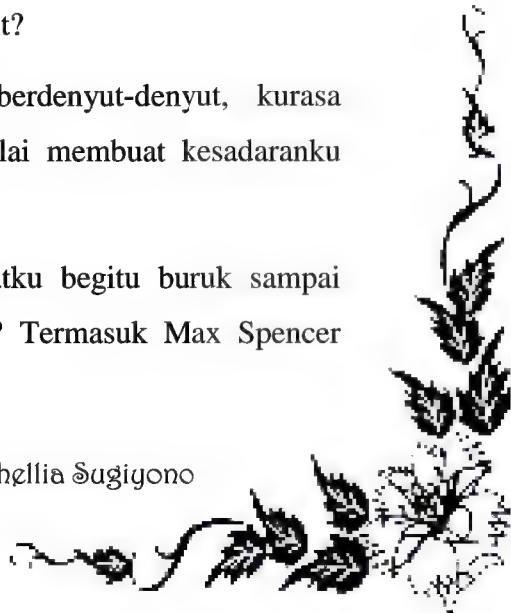 t?
berdenyut-denyut, kurasa
lai membuat kesadaranku
tku begitu buruk sampai
? Termasuk Max Spencer
hellia Sugiyono